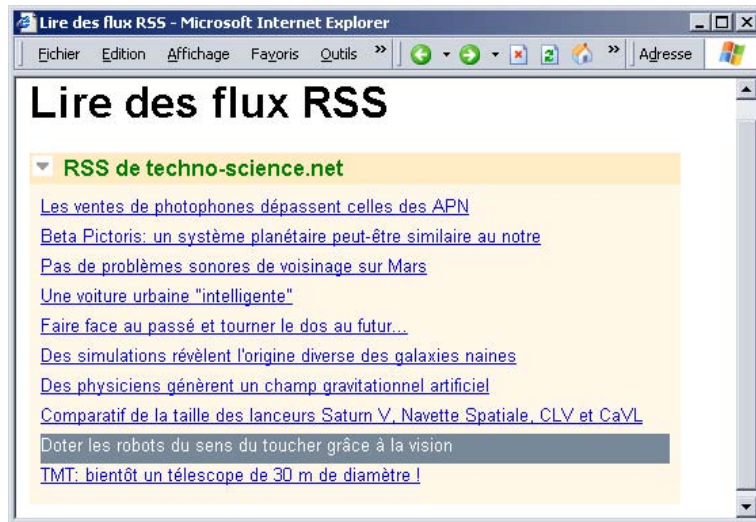 Lire des flux RSS - Microsoft Internet Explorer
Fichier Edition Affichage Favoris Outils » » Adresse
Lire des flux RSS
RSS de techno-science.net
Les ventes de photophones dépassent celles des APN
Beta Pictoris: un système planétaire peut-être similaire au notre
Pas de problèmes sonores de voisinage sur Mars
Une voiture urbaine "intelligente"
Faire face au passé et tourner le dos au futur...
Des simulations révèlent l'origine diverse des galaxies naines
Des physiciens génèrent un champ gravitationnel artificiel
Comparatif de la taille des lanceurs Saturn V, Navette Spatiale, CLV et CaVL
Doter les robots du sens du toucher grâce à la vision
TMT: bientôt un télescope de 30 m de diamètre !